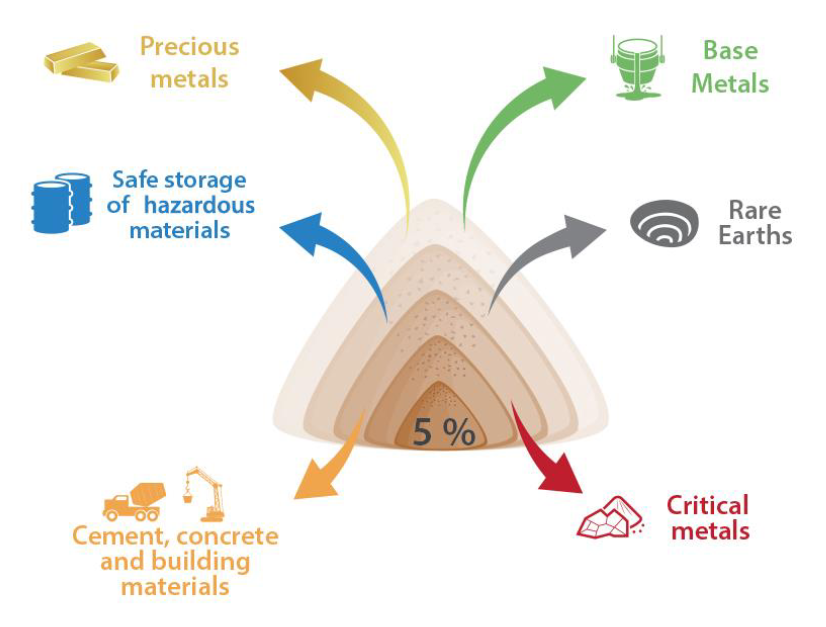 Precious
metals
Base
Metals
Safe storage
of hazardous
materials
Rare
Earths
5 %
Cement, concrete
and building
materials
Critical
metals